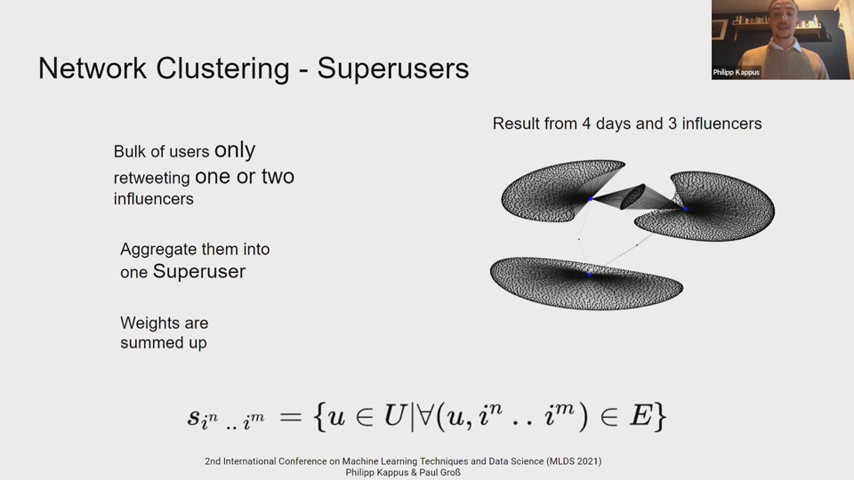 Philipp Kappus
Network Clustering - Superusers
Result from 4 days and 3 influencers
Bulk of users only
retweeting one or two
influencers
Aggregate them into
one Superuser
Weights are
summed up
s_{i^n .. i^m} = {u ∈ U|∀(u, i^n .. i^m) ∈ E}
2nd International Conference on Machine Learning Techniques and Data Science (MLDS 2021)
Philipp Kappus & Paul Groß